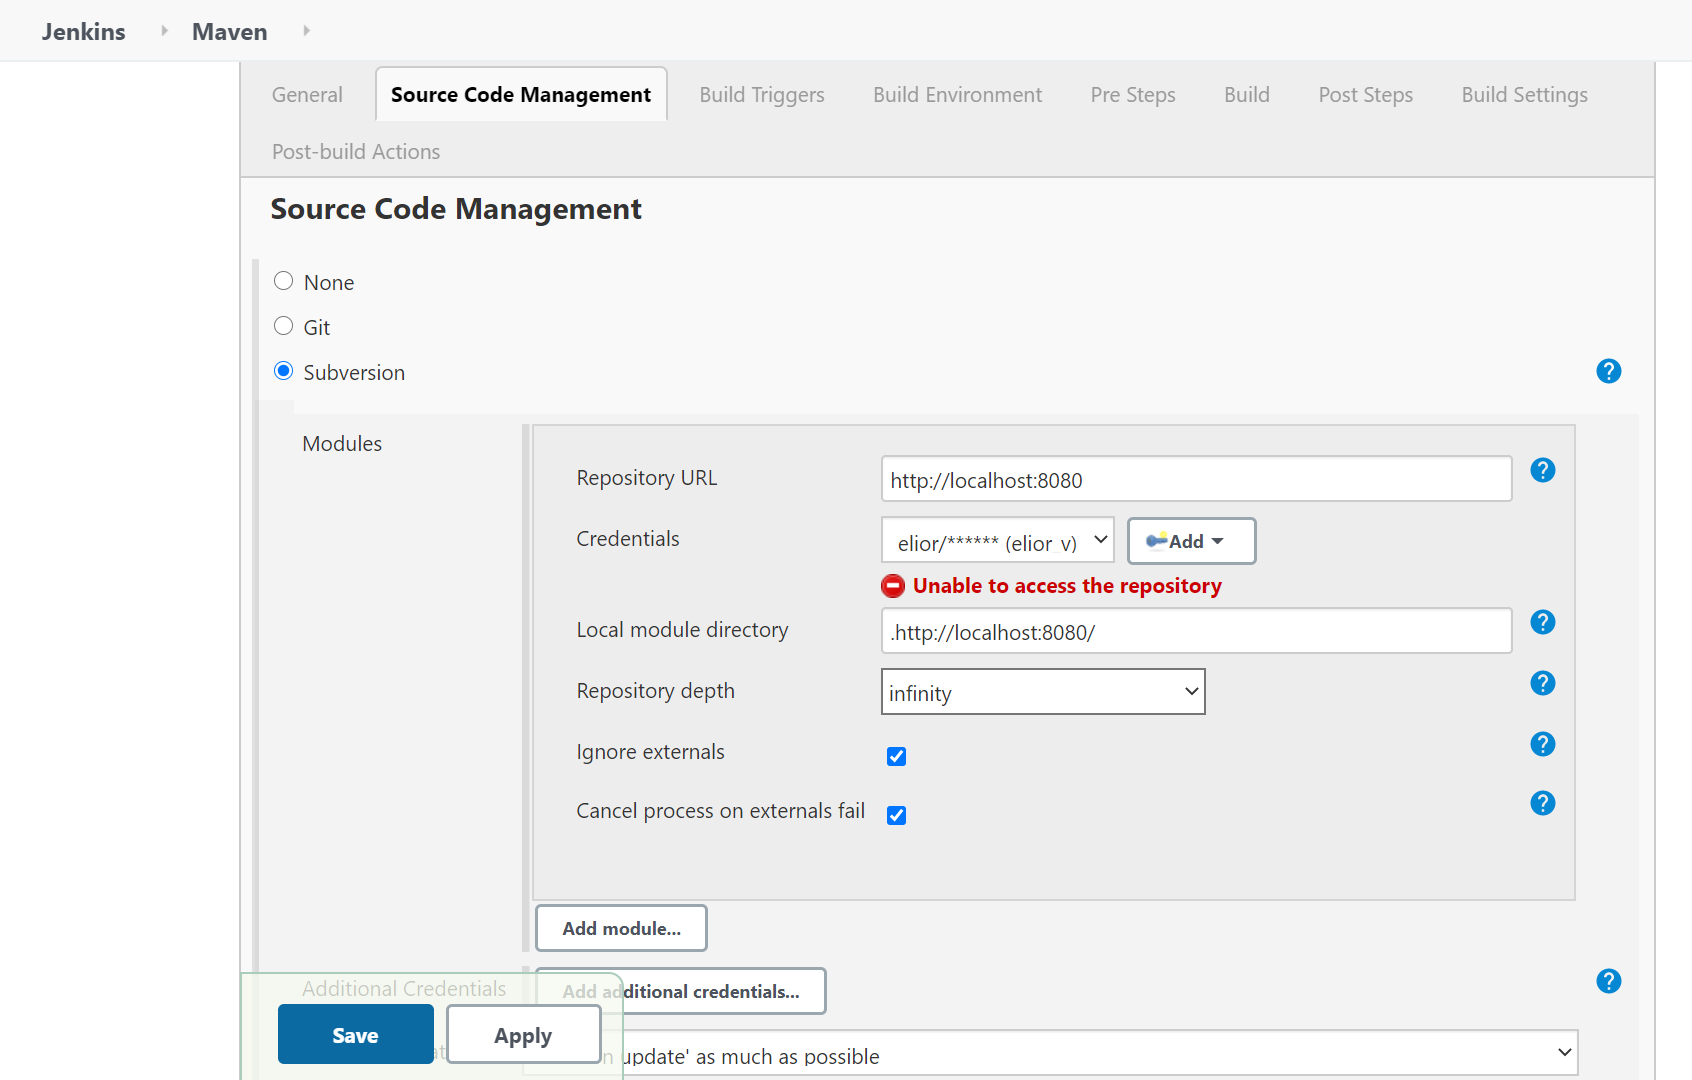 Jenkins Maven
General Source Code Management Build Triggers Build Environment Pre Steps Build Post Steps Build Settings
Post-build Actions
Source Code Management
None
Git
Subversion
?
Modules
Repository URL http://localhost:8080 ?
Credentials elior/****** (elior_v) Add
Unable to access the repository
Local module directory .http://localhost:8080/ ?
Repository depth infinity ?
Ignore externals ?
Cancel process on externals fail ?
Add module...
Additional Credentials Add additional credentials... ?
Save Apply
update' as much as possible